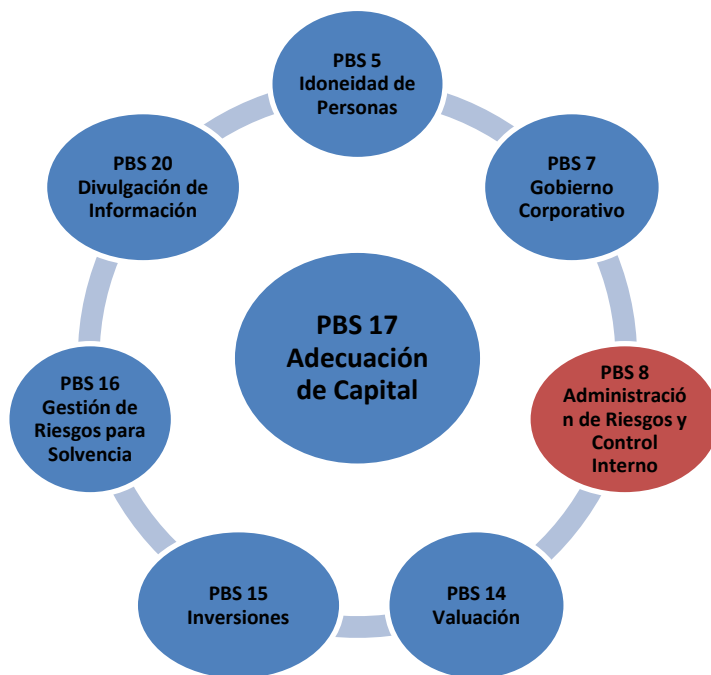 PBS 5
Idoneidad de
Personas
PBS 7
Gobierno
Corporativo
PBS 8
Administració
n de Riesgos y
Control
Interno
PBS 14
Valuación
PBS 15
Inversiones
PBS 16
Gestión de
Riesgos para
Solvencia
PBS 20
Divulgación de
Información
PBS 17
Adecuación
de Capital